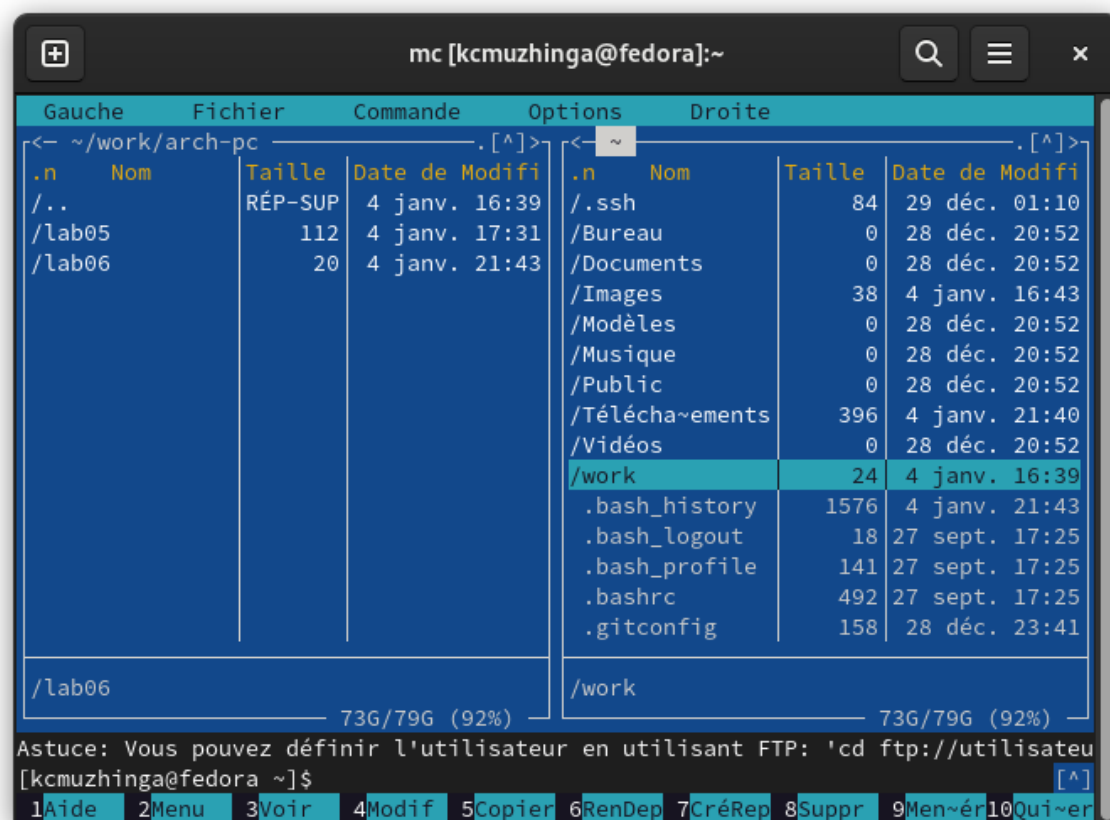 mc [kcmuzhinga@fedora]:~
Gauche Fichier Commande Options Droite
<— ~/work/arch-pc .[^]>
.n Nom Taille Date de Modifi
/.. RÉP-SUP 4 janv. 16:39
/lab05 112 4 janv. 17:31
/lab06 20 4 janv. 21:43
/lab06
73G/79G (92%)
<— ~ .[^]>
.n Nom Taille Date de Modifi
/.ssh 84 29 déc. 01:10
/Bureau 0 28 déc. 20:52
/Documents 0 28 déc. 20:52
/Images 38 4 janv. 16:43
/Modèles 0 28 déc. 20:52
/Musique 0 28 déc. 20:52
/Public 0 28 déc. 20:52
/Télécha~ements 396 4 janv. 21:40
/Vidéos 0 28 déc. 20:52
/work 24 4 janv. 16:39
.bash_history 1576 4 janv. 21:43
.bash_logout 18 27 sept. 17:25
.bash_profile 141 27 sept. 17:25
.bashrc 492 27 sept. 17:25
.gitconfig 158 28 déc. 23:41
/work
73G/79G (92%)
Astuce: Vous pouvez définir l'utilisateur en utilisant FTP: 'cd ftp://utilisateu
[kcmuzhinga@fedora ~]$ [^]
1Aide 2Menu 3Voir 4Modif 5Copier 6RenDep 7CréRep 8Suppr 9Men~ér 10Qui~er